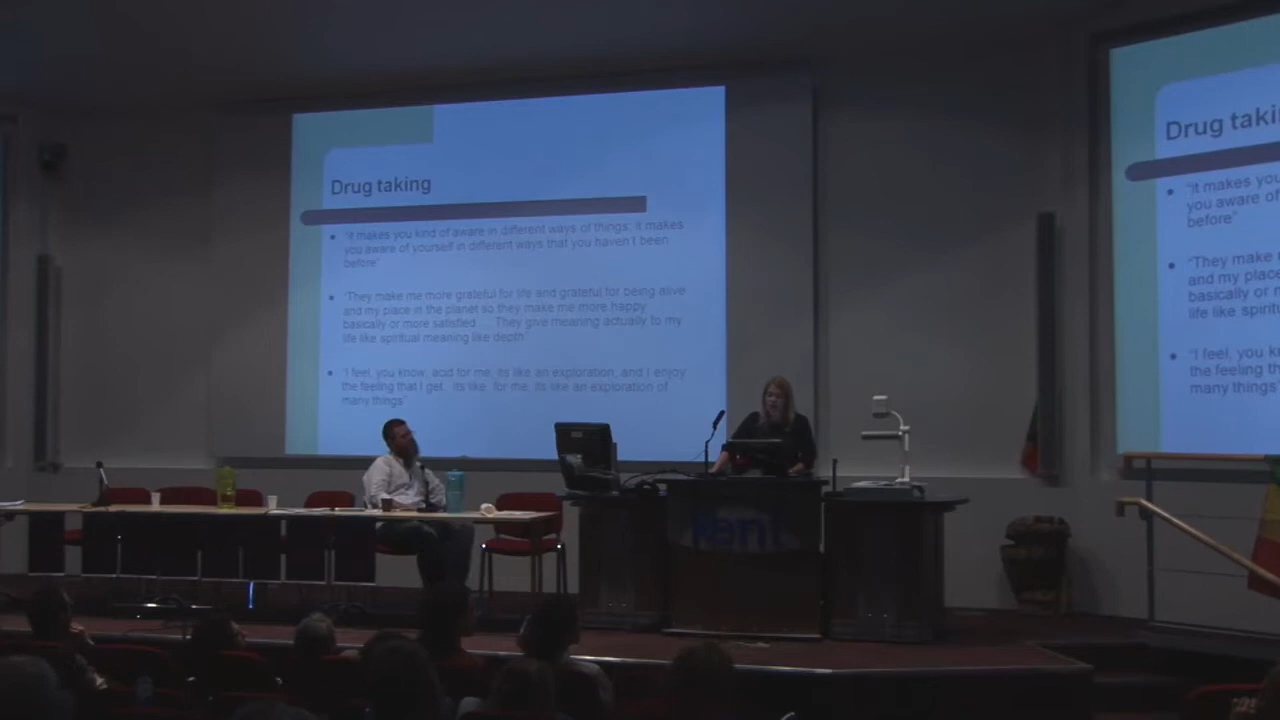 Drug taking
• "it makes you kind of aware in different ways of things; it makes
you aware of yourself in different ways that you haven't been
before"
• "They make me more grateful for life and grateful for being alive
and my place in the planet so they make me more happy
basically or more satisfied ... They give meaning actually to my
life like spiritual meaning like depth"
• "I feel, you know, acid for me, its like an exploration, and I enjoy
the feeling that I get.. its like, for me, its like an exploration of
many things"
Kent
Drug taki
• "it makes you
you aware of
before"
• "They make
and my place
basically or
life like
• "I feel, you
the feeling
many things"